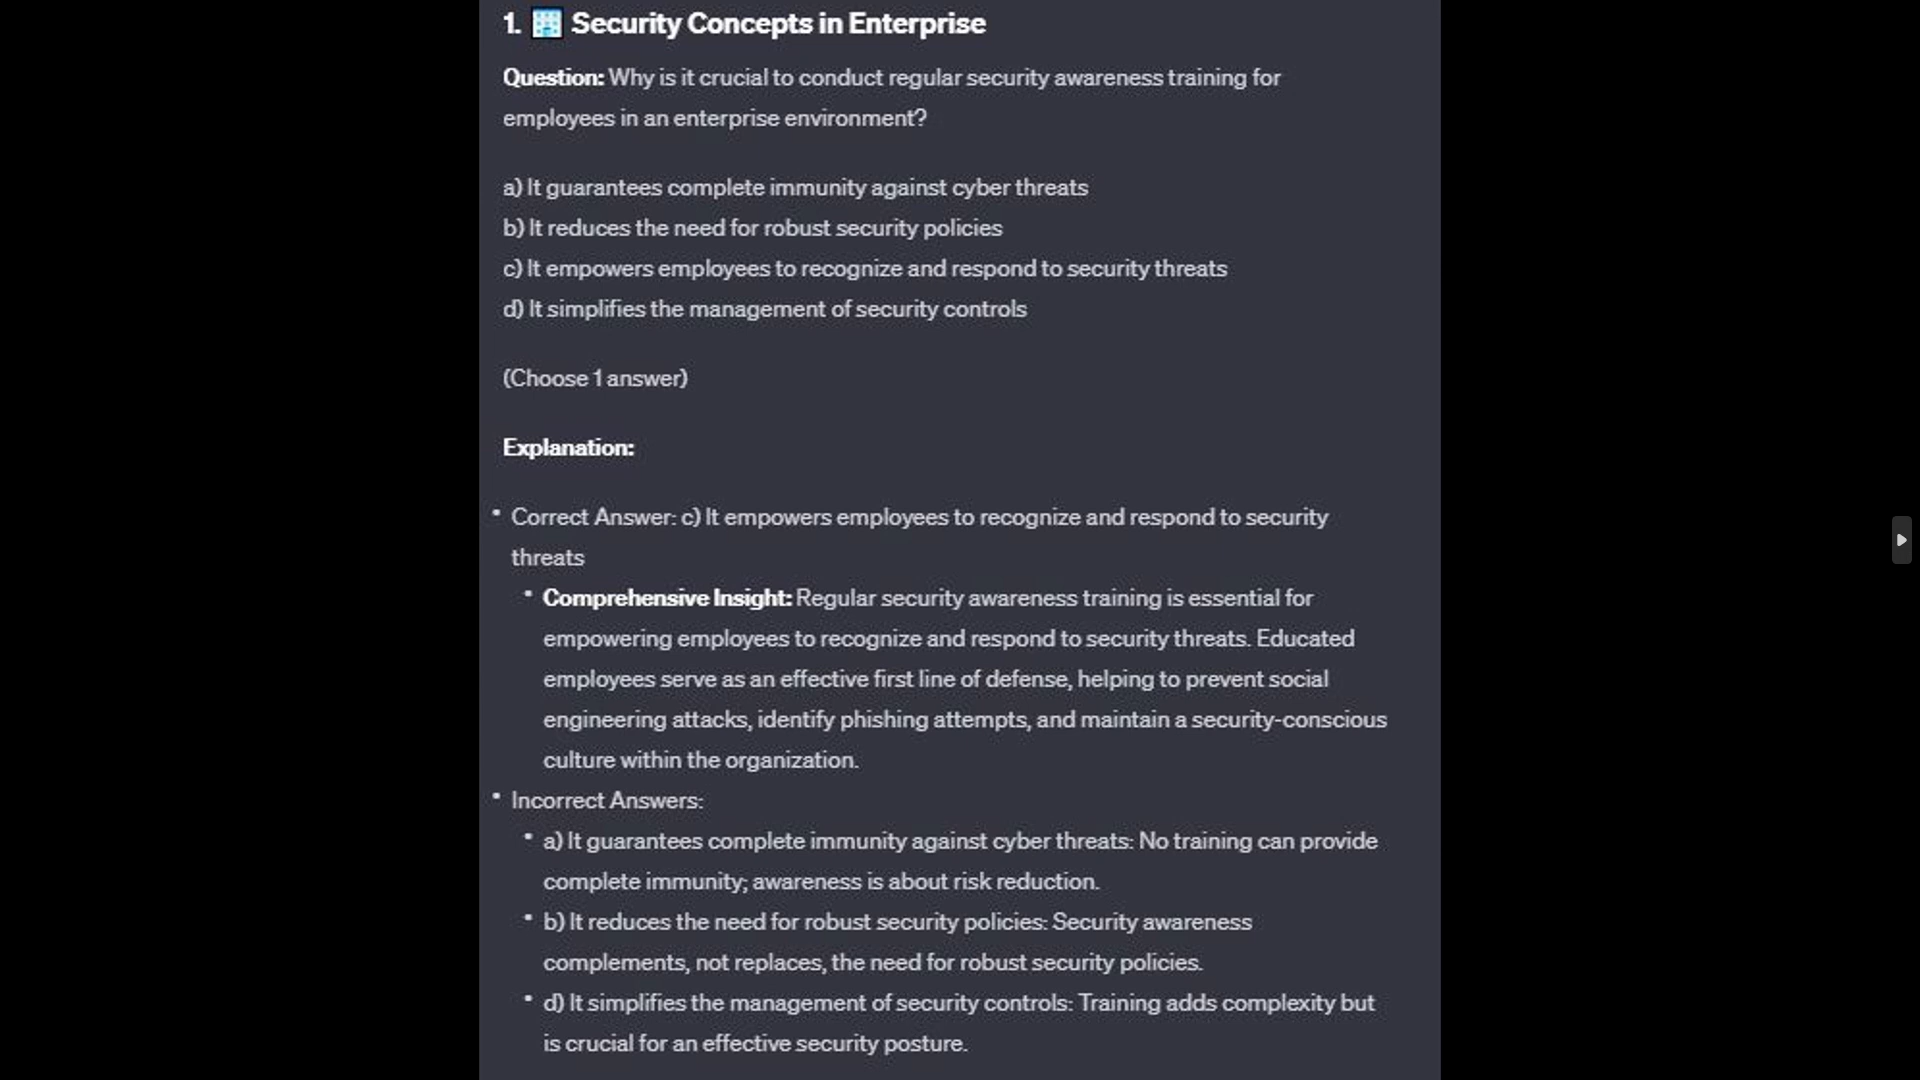 1. 🏢 Security Concepts in Enterprise
Question: Why is it crucial to conduct regular security awareness training for
employees in an enterprise environment?
a) It guarantees complete immunity against cyber threats
b) It reduces the need for robust security policies
c) It empowers employees to recognize and respond to security threats
d) It simplifies the management of security controls
(Choose 1 answer)
Explanation:
• Correct Answer: c) It empowers employees to recognize and respond to security
threats
• Comprehensive Insight: Regular security awareness training is essential for
empowering employees to recognize and respond to security threats. Educated
employees serve as an effective first line of defense, helping to prevent social
engineering attacks, identify phishing attempts, and maintain a security-conscious
culture within the organization.
• Incorrect Answers:
• a) It guarantees complete immunity against cyber threats: No training can provide
complete immunity; awareness is about risk reduction.
• b) It reduces the need for robust security policies: Security awareness
complements, not replaces, the need for robust security policies.
• d) It simplifies the management of security controls: Training adds complexity but
is crucial for an effective security posture.